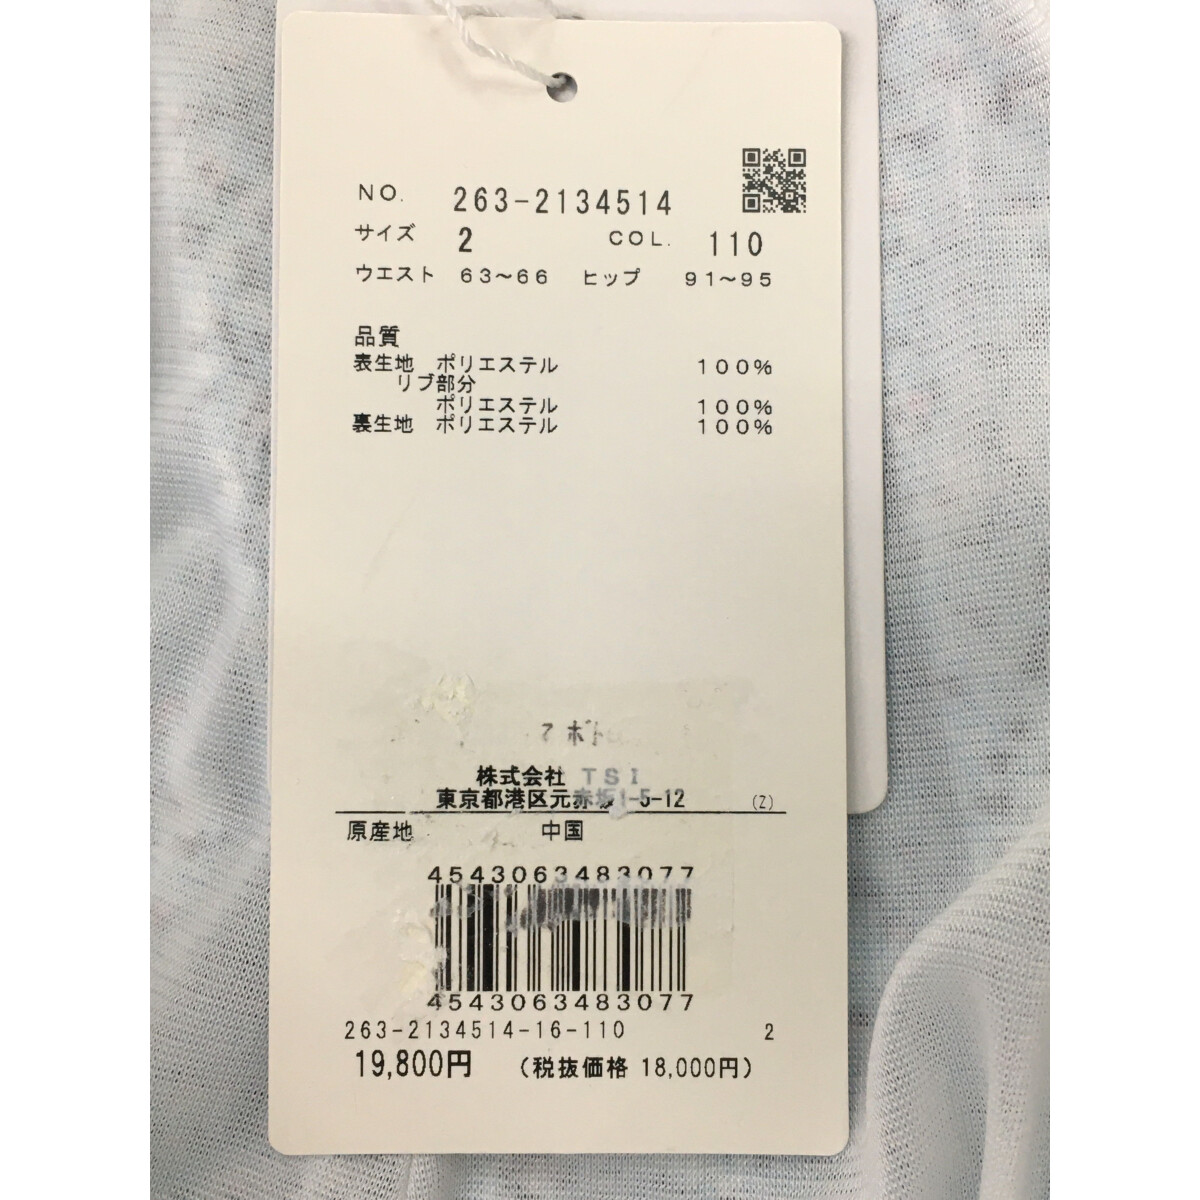 NO. 263-2134514
サイズ 2 COL. 110
ウエスト 63〜66 ヒップ 91〜95
品質
表生地 ポリエステル 100%
リブ部分
ポリエステル 100%
裏生地 ポリエステル 100%
株式会社 TSI
東京都港区元赤坂1-5-12 (Z)
原産地 中国
4543063483077
4543063483077
263-2134514-16-110 2
19,800円 (税抜価格 18,000円)